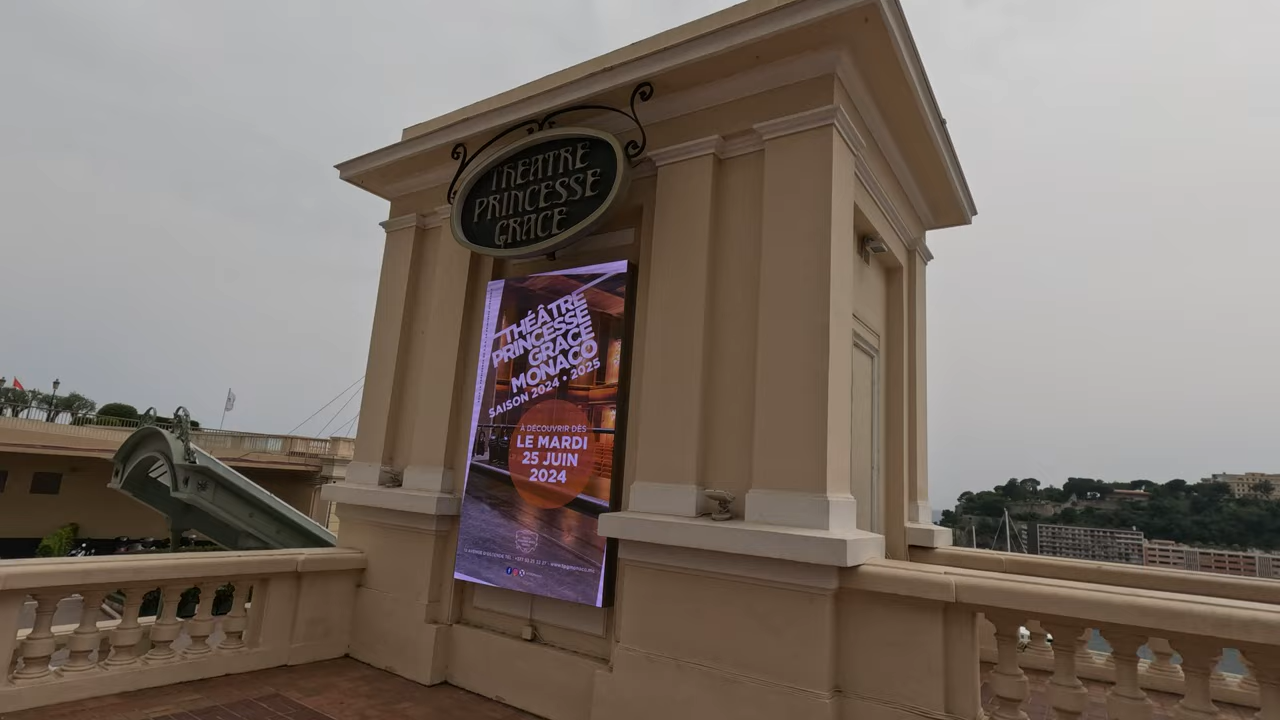 THEATRE
PRINCESSE
GRACE
THÉÂTRE
PRINCESSE
GRACE
MONACO
SAISON 2024 • 2025
À DÉCOUVRIR DÈS
LE MARDI
25 JUIN
2024